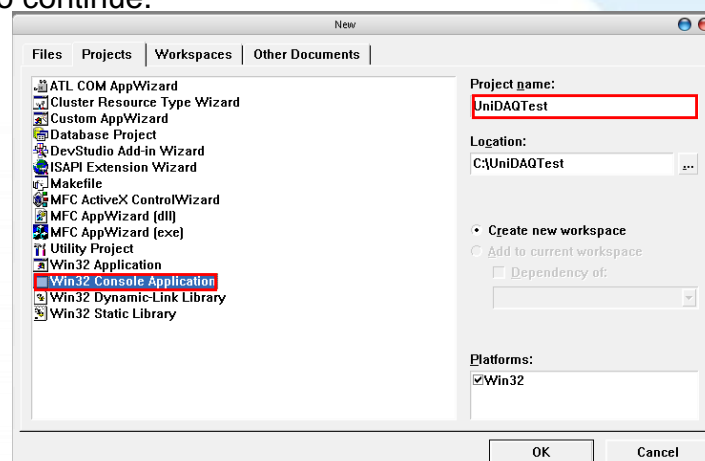 o continue.
New
Files Projects Workspaces Other Documents
ATL COM AppWizard
Cluster Resource Type Wizard
Custom AppWizard
Database Project
DevStudio Add-in Wizard
ISAPI Extension Wizard
Makefile
MFC ActiveX ControlWizard
MFC AppWizard (dll)
MFC AppWizard (exe)
Utility Project
Win32 Application
Win32 Console Application
Win32 Dynamic-Link Library
Win32 Static Library
Project name:
UniDAQTest
Location:
C:\UniDAQTest
...
Create new workspace
Add to current workspace
Dependency of:
Platforms:
Win32
OK Cancel